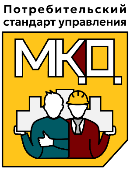 Потребительский
стандарт управления
МКД